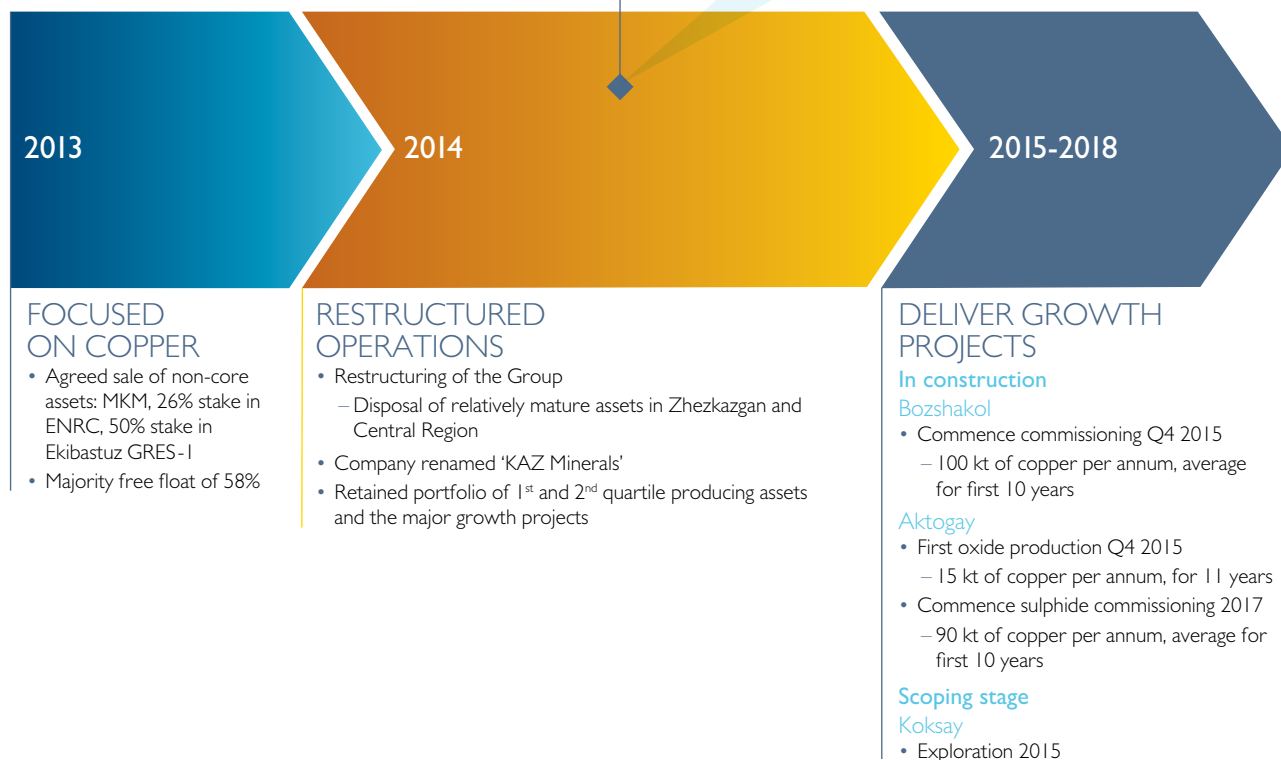 2013
2014
2015-2018
FOCUSED
ON COPPER
• Agreed sale of non-core
assets: MKM, 26% stake in
ENRC, 50% stake in
Ekibastuz GRES-1
• Majority free float of 58%
RESTRUCTURED
OPERATIONS
• Restructuring of the Group
– Disposal of relatively mature assets in Zhezkazgan and
Central Region
• Company renamed ‘KAZ Minerals’
• Retained portfolio of 1st and 2nd quartile producing assets
and the major growth projects
DELIVER GROWTH
PROJECTS
In construction
Bozshakol
• Commence commissioning Q4 2015
– 100 kt of copper per annum, average
for first 10 years
Aktogay
• First oxide production Q4 2015
– 15 kt of copper per annum, for 11 years
• Commence sulphide commissioning 2017
– 90 kt of copper per annum, average for
first 10 years
Scoping stage
Koksay
• Exploration 2015